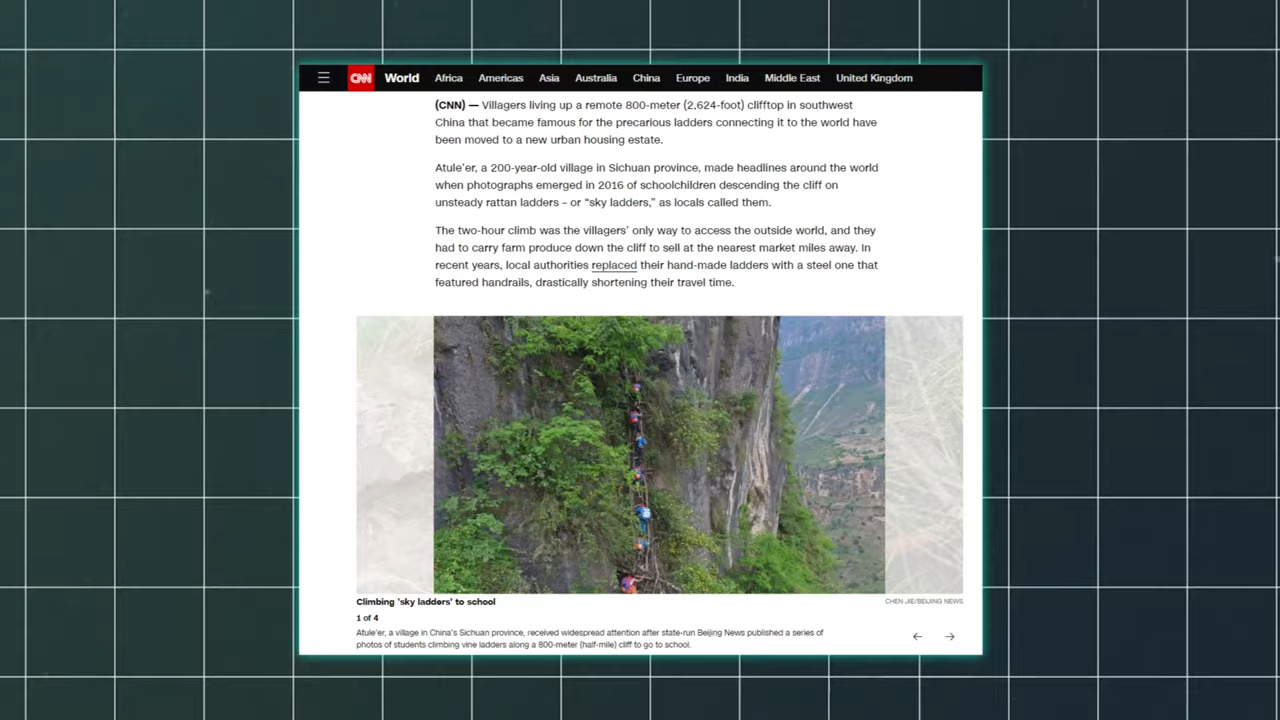 CNN World Africa Americas Asia Australia China Europe India Middle East United Kingdom
(CNN) — Villagers living up a remote 800-meter (2,624-foot) clifftop in southwest
China that became famous for the precarious ladders connecting it to the world have
been moved to a new urban housing estate.
Atule’er, a 200-year-old village in Sichuan province, made headlines around the world
when photographs emerged in 2016 of schoolchildren descending the cliff on
unsteady rattan ladders – or “sky ladders,” as locals called them.
The two-hour climb was the villagers’ only way to access the outside world, and they
had to carry farm produce down the cliff to sell at the nearest market miles away. In
recent years, local authorities replaced their hand-made ladders with a steel one that
featured handrails, drastically shortening their travel time.
Climbing ‘sky ladders’ to school
CHEN JIE/BEIJING NEWS
1 of 4
Atule’er, a village in China’s Sichuan province, received widespread attention after state-run Beijing News published a series of
photos of students climbing vine ladders along a 800-meter (half-mile) cliff to go to school.